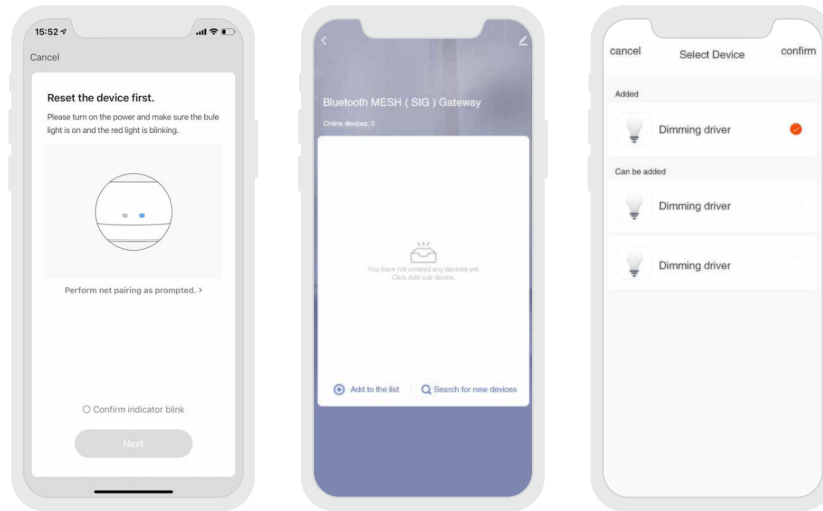 15:52
Cancel
Reset the device first.
Please turn on the power and make sure the bule
light is on and the red light is blinking.
Perform net pairing as prompted. >
Confirm indicator blink
Next
Bluetooth MESH ( SIG ) Gateway
Online devices: 0
You have not created any devices yet.
Click Add sub device.
Add to the list
Search for new devices
cancel
Select Device
confirm
Added
Dimming driver
Can be added
Dimming driver
Dimming driver